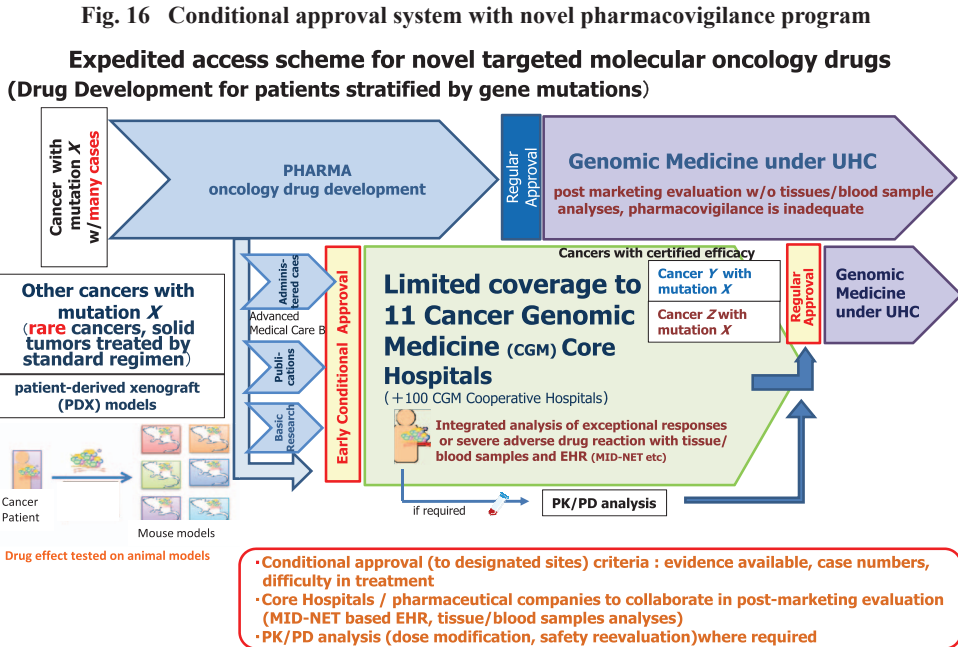 Fig. 16 Conditional approval system with novel pharmacovigilance program
Expedited access scheme for novel targeted molecular oncology drugs
(Drug Development for patients stratified by gene mutations）
Cancer with
mutation X
w/many cases
PHARMA
oncology drug development
Regular
Approval
Genomic Medicine under UHC
post marketing evaluation w/o tissues/blood sample
analyses, pharmacovigilance is inadequate
Other cancers with
mutation X
（rare cancers, solid
tumors treated by
standard regimen）
patient-derived xenograft
(PDX) models
Cancer
Patient
Mouse models
Drug effect tested on animal models
Adminis-
tered caes
Advanced
Medical Care B
Publi-
cations
Basic
Research
Early Conditional Approval
Limited coverage to
11 Cancer Genomic
Medicine (CGM) Core
Hospitals
(＋100 CGM Cooperative Hospitals)
Integrated analysis of exceptional responses
or severe adverse drug reaction with tissue/
blood samples and EHR (MID-NET etc)
Cancers with certified efficacy
Cancer Y with
mutation X
Cancer Z with
mutation X
Regular
Approval
Genomic
Medicine
under UHC
if required
PK/PD analysis
・Conditional approval (to designated sites) criteria : evidence available, case numbers,
difficulty in treatment
・Core Hospitals / pharmaceutical companies to collaborate in post-marketing evaluation
(MID-NET based EHR, tissue/blood samples analyses)
・PK/PD analysis (dose modification, safety reevaluation)where required